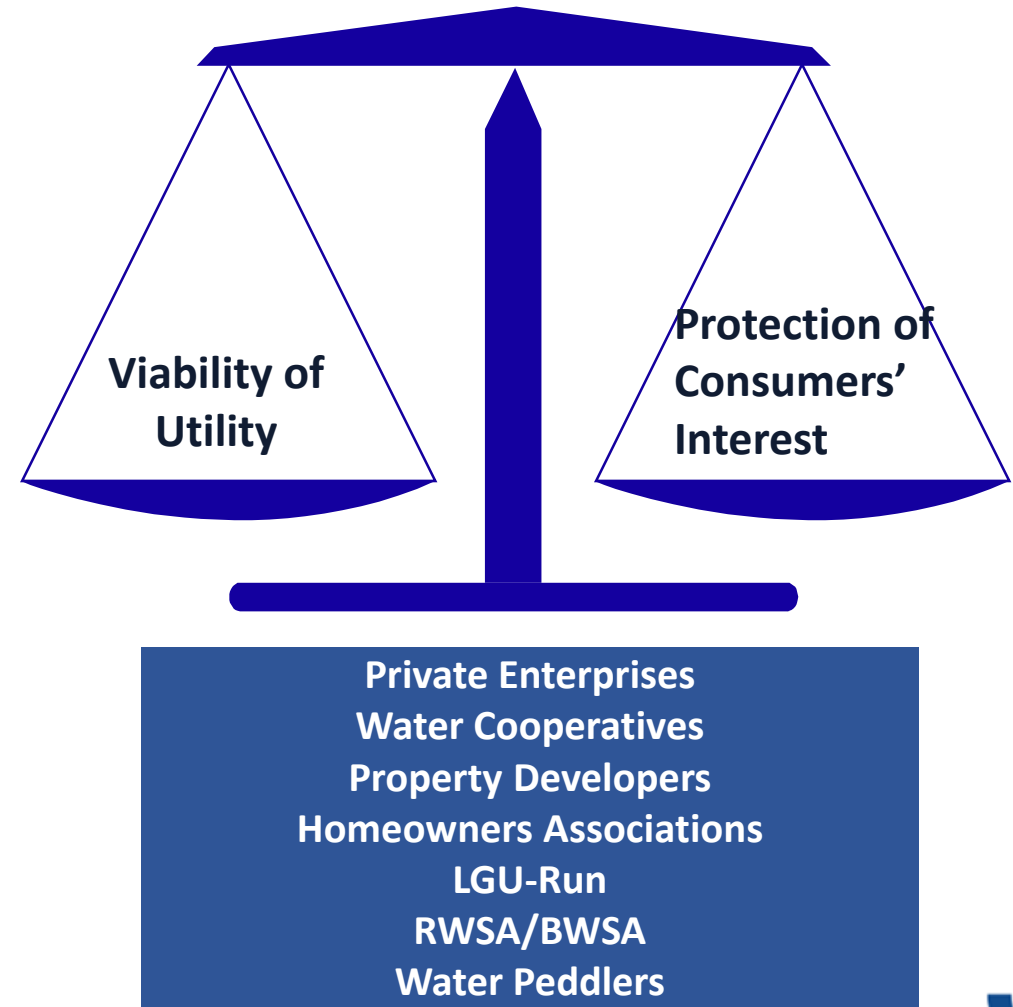 Viability of
Utility
Protection of
Consumers’
Interest
Private Enterprises
Water Cooperatives
Property Developers
Homeowners Associations
LGU-Run
RWSA/BWSA
Water Peddlers